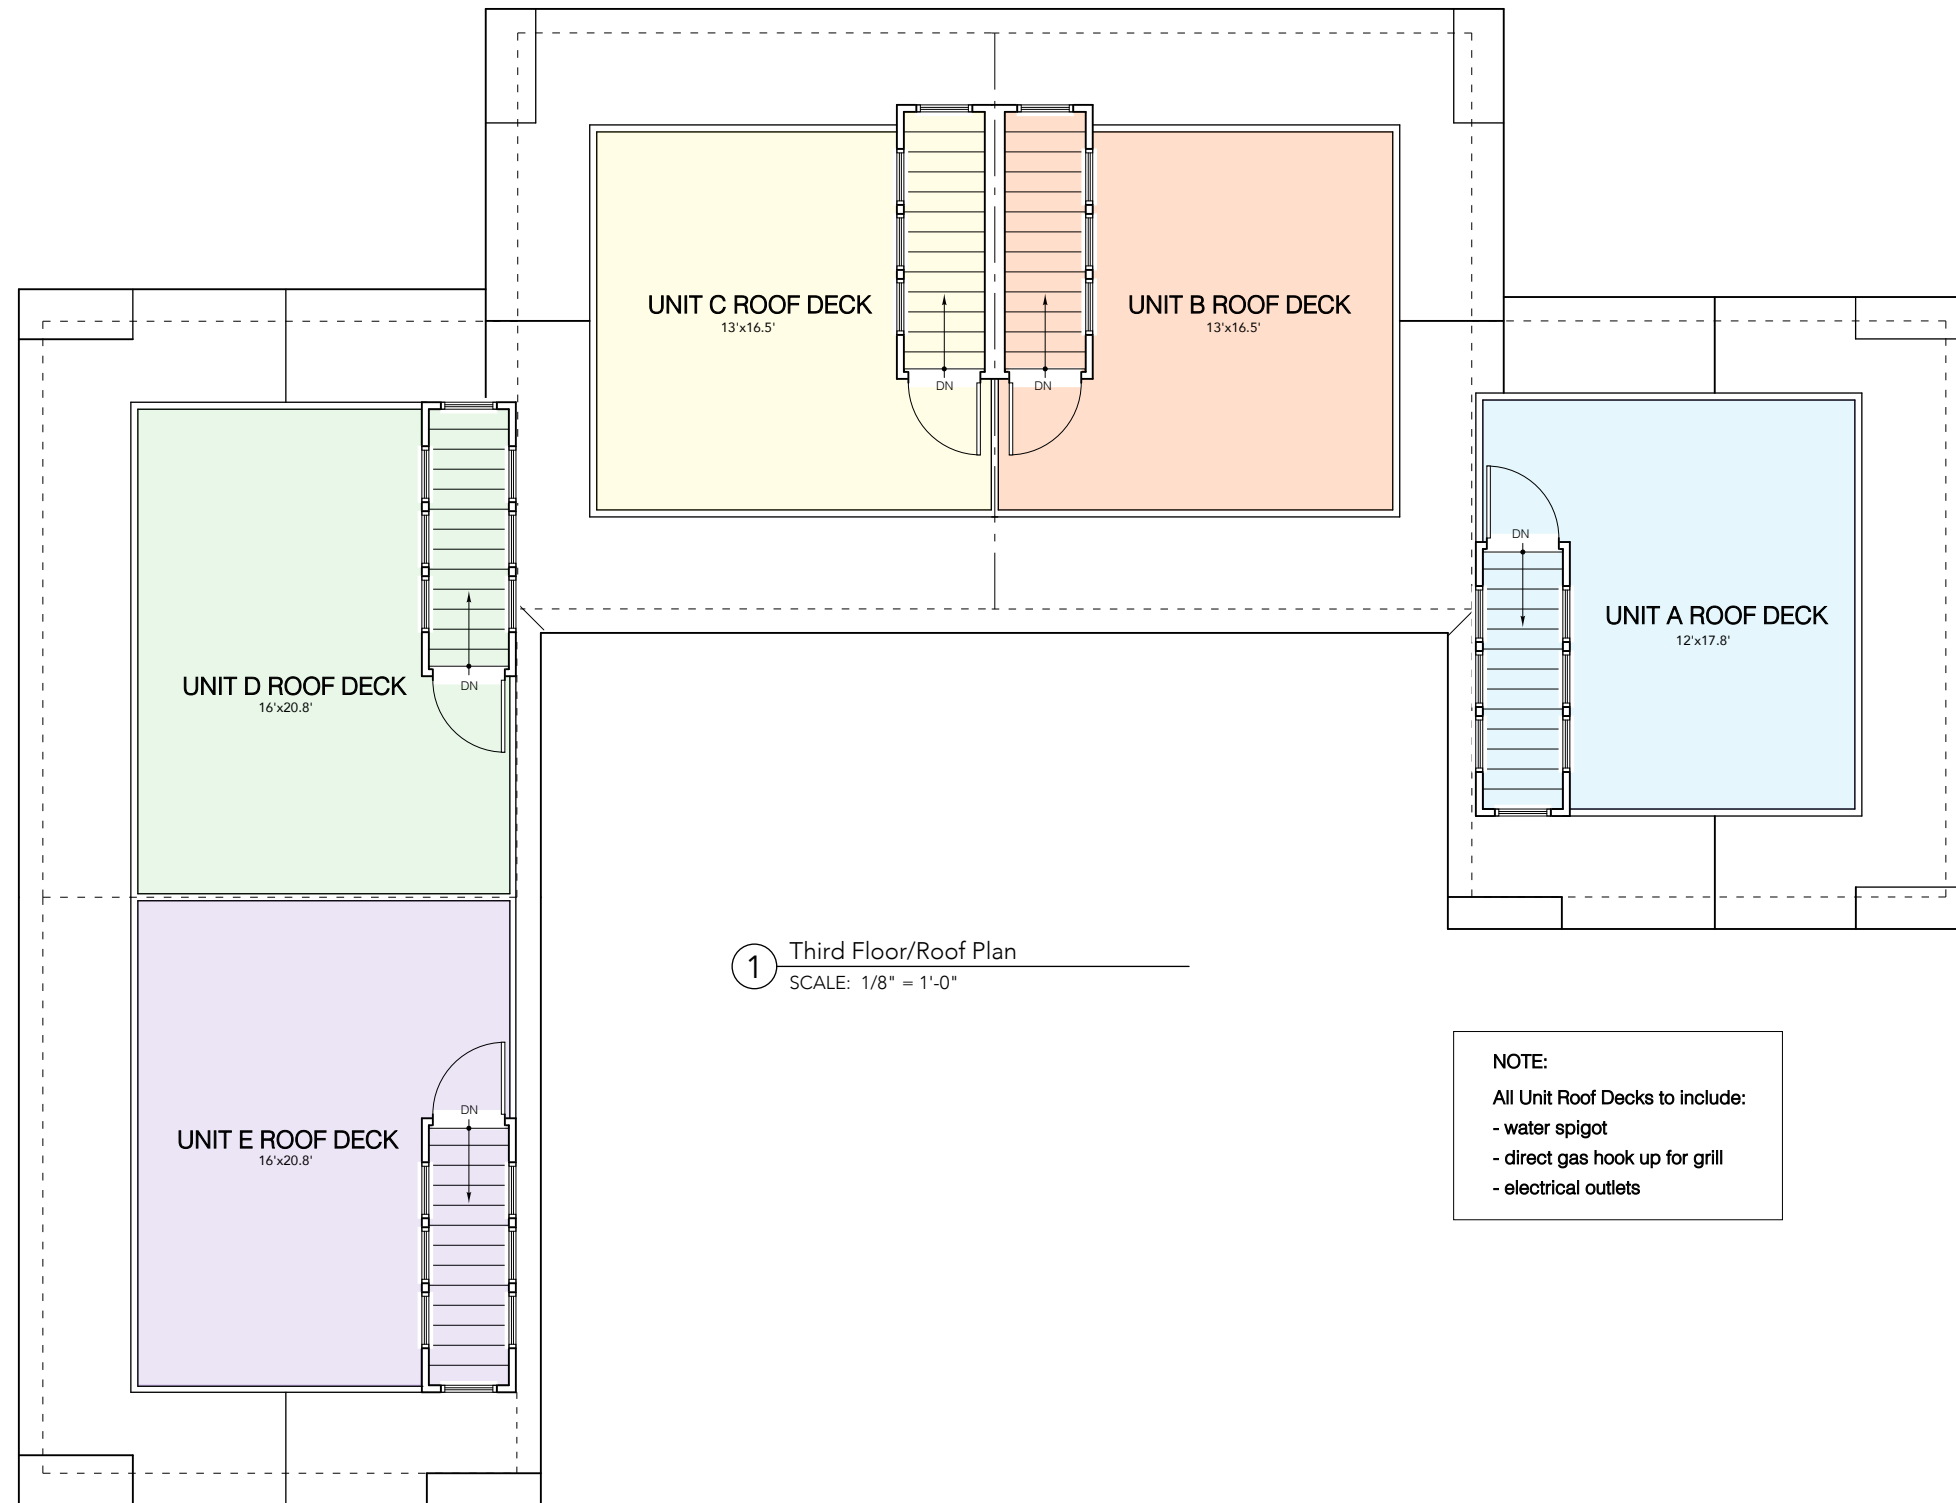 UNIT C ROOF DECK
13'x16.5'
DN
UNIT B ROOF DECK
13'x16.5'
DN
UNIT D ROOF DECK
16'x20.8'
DN
UNIT A ROOF DECK
12'x17.8'
DN
UNIT E ROOF DECK
16'x20.8'
DN
1
Third Floor/Roof Plan
SCALE: 1/8" = 1'-0"
NOTE:
All Unit Roof Decks to include:
- water spigot
- direct gas hook up for grill
- electrical outlets